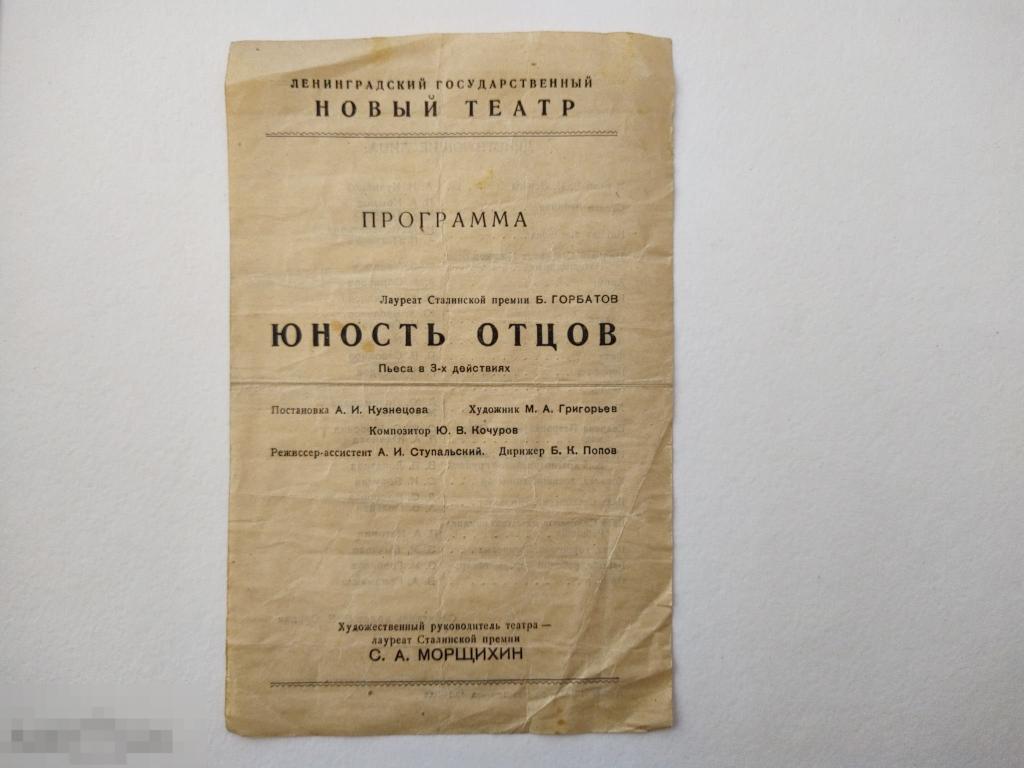 ЛЕНИНГРАДСКИЙ ГОСУДАРСТВЕННЫЙ
НОВЫЙ ТЕАТР
ПРОГРАММА
Лауреат Сталинской премии Б. ГОРБАТОВ
ЮНОСТЬ ОТЦОВ
Пьеса в 3-х действиях
Постановка А. И. Кузнецова Художник М. А. Григорьев
Композитор Ю. В. Кочуров
Режиссер-ассистент А. И. Ступальский. Дирижер Б. К. Попов
Художественный руководитель театра —
лауреат Сталинской премии
С. А. МОРЩИХИН